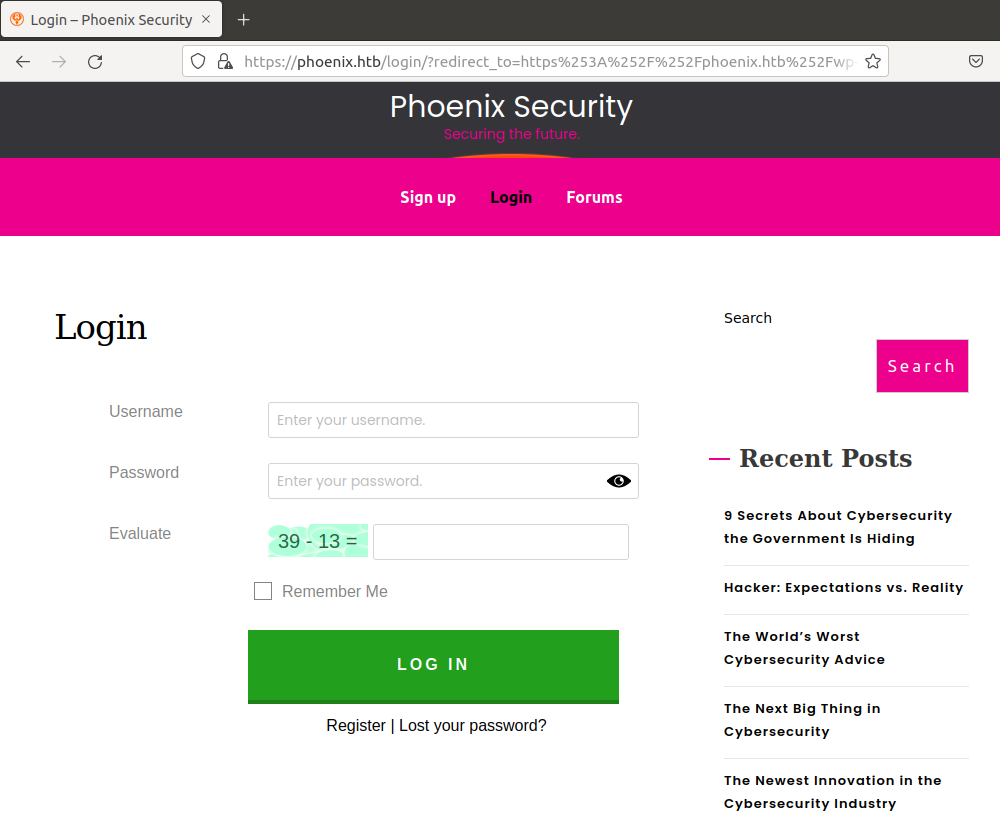 Login – Phoenix Security
https://phoenix.htb/login/?redirect_to=https%253A%252F%252Fphoenix.htb%252Fwp-
Phoenix Security
Securing the future.
Sign up Login Forums
Login
Username
Enter your username.
Password
Enter your password.
Evaluate
39 - 13 =
Remember Me
LOG IN
Register | Lost your password?
Search
Search
Recent Posts
9 Secrets About Cybersecurity
the Government Is Hiding
Hacker: Expectations vs. Reality
The World’s Worst
Cybersecurity Advice
The Next Big Thing in
Cybersecurity
The Newest Innovation in the
Cybersecurity Industry